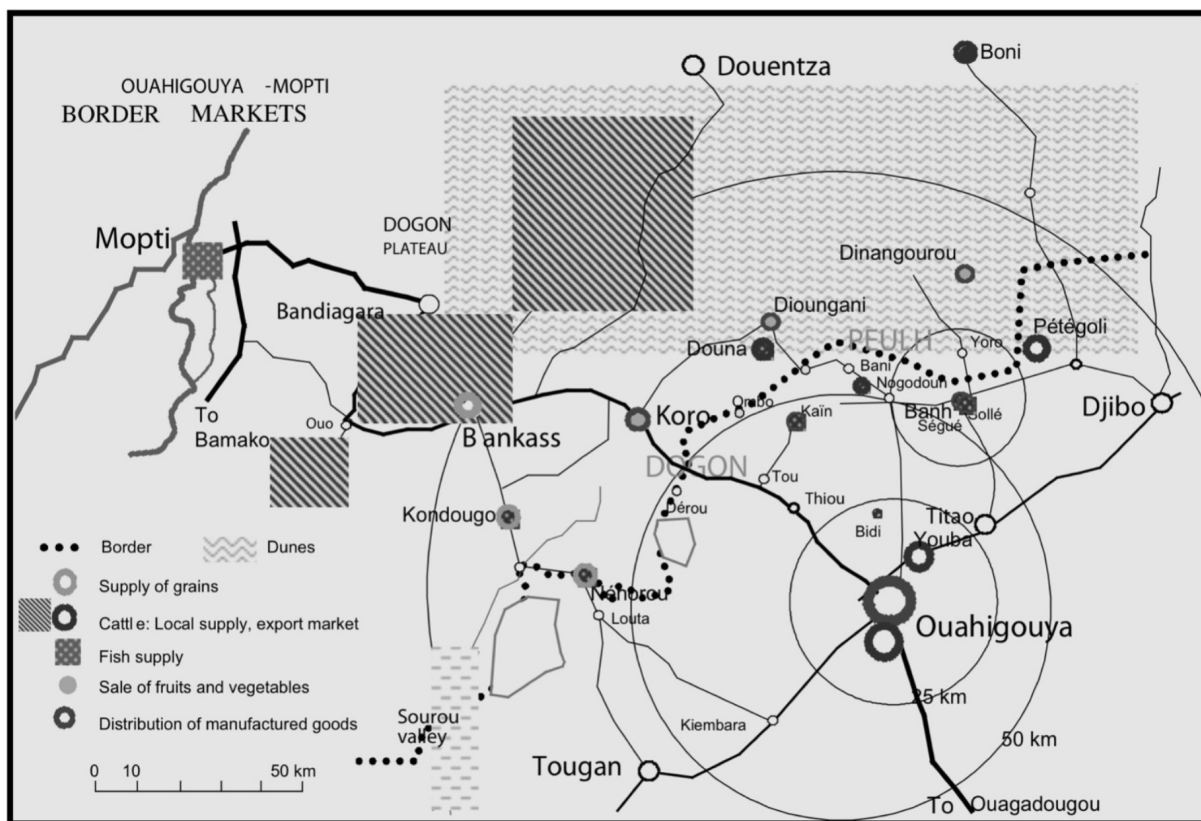 OUAHIGOUYA -MOPTI
BORDER MARKETS
Douentza
Boni
Mopti
DOGON
PLATEAU
Dinangourou
Bandiagara
Dioungani
PEULH
Pétégoli
Douna
Yoro
Bani
Nogodoun
To
Bamako
Ouo
Bankass
Koro
Ombo
Kaïn
Banh
Sollé
Ségué
Djibo
DOGON
Tou
Thiou
Dérou
Kondougo
Bidi
Titao
Youba
Border
Dunes
Supply of grains
Néhorou
Louta
Ouahigouya
Cattle: Local supply, export market
Fish supply
Sale of fruits and vegetables
Distribution of manufactured goods
25 km
Sourou
valley
Kiembara
50 km
0 10 50 km
Tougan
To Ouagadougou